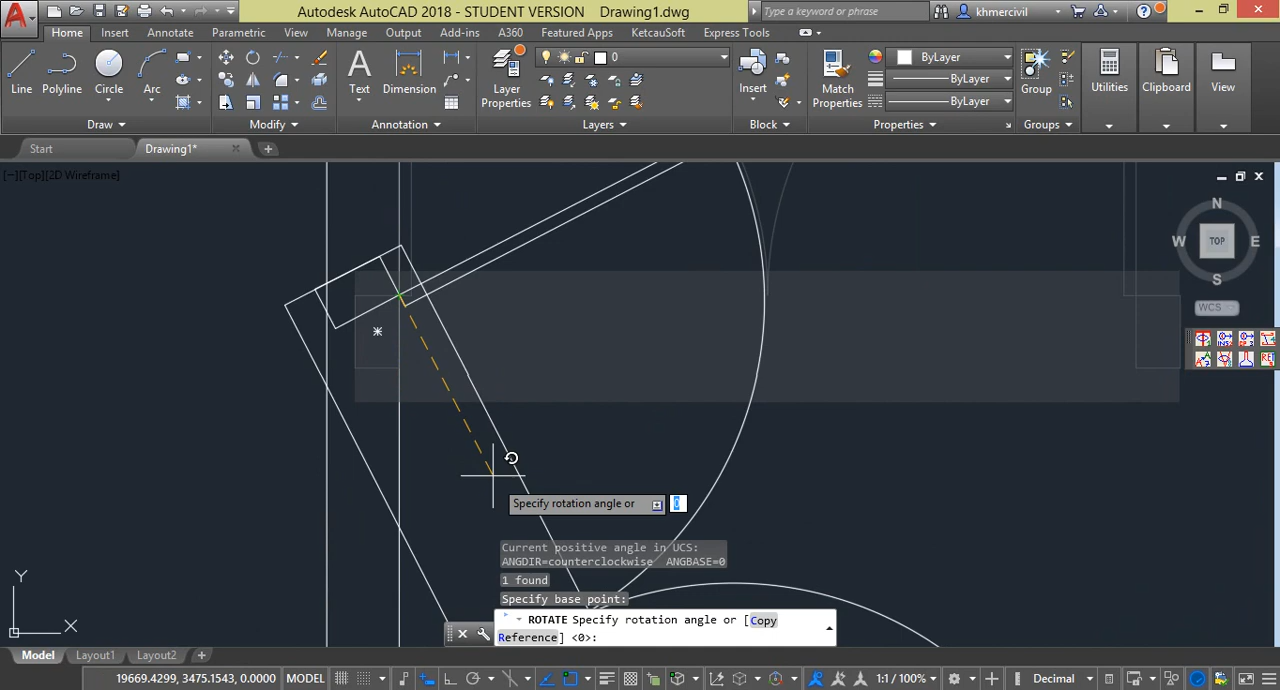 Autodesk AutoCAD 2018 - STUDENT VERSION Drawing1.dwg
Type a keyword or phrase
khmercivil
Home Insert Annotate Parametric View Manage Output Add-ins A360 Featured Apps KetcauSoft Express Tools
Line Polyline Circle Arc
Draw
Modify
Text Dimension
Annotation
Layer Properties
0
Layers
Insert
Block
Match Properties
ByLayer
ByLayer
ByLayer
Properties
Group
Groups
Utilities
Clipboard
View
Start Drawing1*
[−][Top][2D Wireframe]
N
W TOP E
S
WCS
Specify rotation angle or 0
Current positive angle in UCS:
ANGDIR=counterclockwise ANGBASE=0
1 found
Specify base point:
ROTATE Specify rotation angle or [Copy
Reference] <0>:
Y
X
Model Layout1 Layout2
19669.4299, 3475.1543, 0.0000 MODEL 1:1 / 100% Decimal